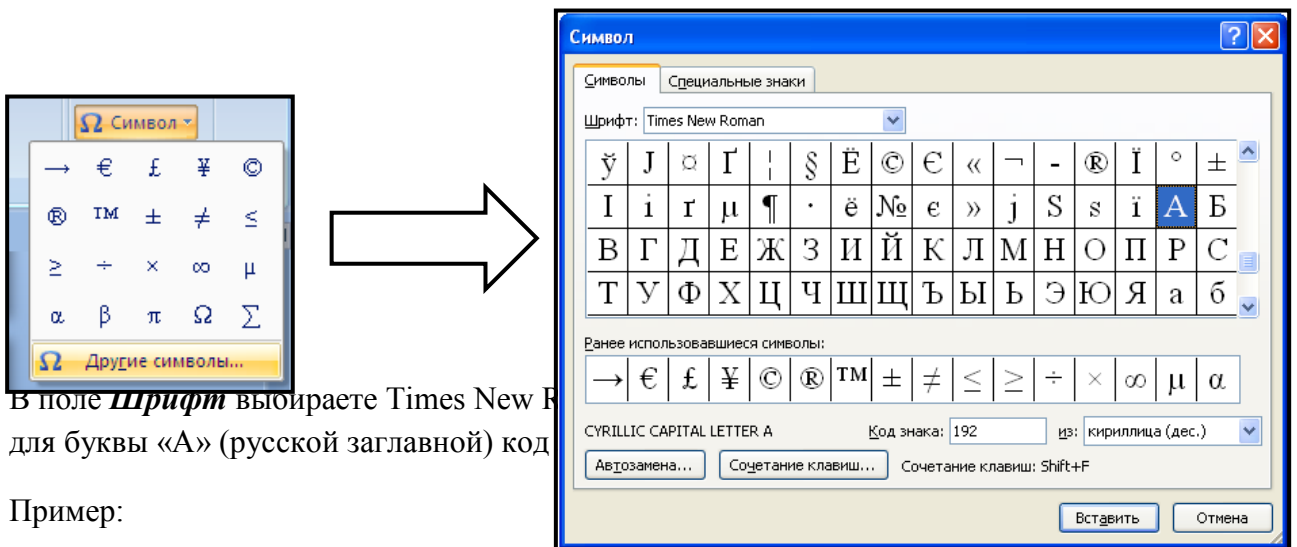 Ω Символ
→ € £ ¥ ©
® ™ ± ≠ ≤
≥ ÷ × ∞ µ
α β π Ω Σ
Ω Другие символы...
Символ
Символы Специальные знаки
Шрифт: Times New Roman
ў Ј ¤ Ґ ¦ § Ё © Є « ¬ - ® Ї ° ±
І і ґ µ ¶ · ё № є » ј Ѕ ѕ ї А Б
В Г Д Е Ж З И Й К Л М Н О П Р С
Т У Ф Х Ц Ч Ш Щ Ъ Ы Ь Э Ю Я а б
Ранее использовавшиеся символы:
→ € £ ¥ © ® ™ ± ≠ ≤ ≥ ÷ × ∞ µ α
CYRILLIC CAPITAL LETTER A Код знака: 192 из: кириллица (дес.)
Автозамена... Сочетание клавиш... Сочетание клавиш: Shift+F
Вставить Отмена
В поле Шрифт выбираете Times New
для буквы «А» (русской заглавной) код
Пример: